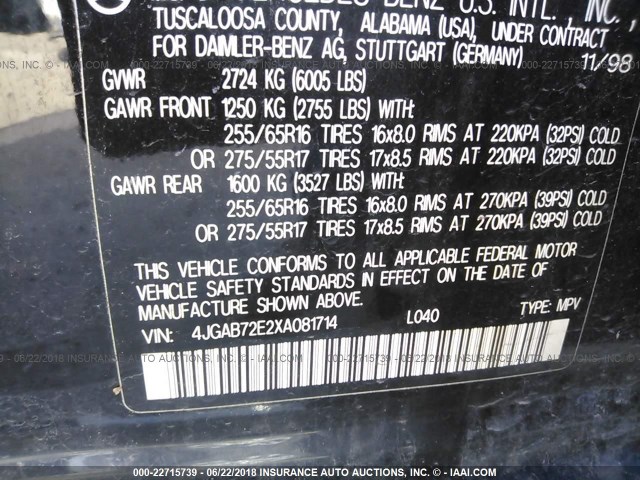 BENZ U.S. INTL., INC.
TUSCALOOSA COUNTY, ALABAMA (USA), UNDER CONTRACT
FOR DAIMLER-BENZ AG, STUTTGART (GERMANY) 11/98
GVWR 2724 KG (6005 LBS)
GAWR FRONT 1250 KG (2755 LBS) WITH:
255/65R16 TIRES 16x8.0 RIMS AT 220KPA (32PSI) COLD
OR 275/55R17 TIRES 17x8.5 RIMS AT 220KPA (32PSI) COLD
GAWR REAR 1600 KG (3527 LBS) WITH:
255/65R16 TIRES 16x8.0 RIMS AT 270KPA (39PSI) COLD
OR 275/55R17 TIRES 17x8.5 RIMS AT 270KPA (39PSI) COLD
THIS VEHICLE CONFORMS TO ALL APPLICABLE FEDERAL MOTOR
VEHICLE SAFETY STANDARDS IN EFFECT ON THE DATE OF
MANUFACTURE SHOWN ABOVE.
VIN: 4JGAB72E2XA081714 L040 TYPE: MPV
000-22715739 - 06/22/2018 INSURANCE AUTO AUCTIONS, INC. © - IAAI.COM